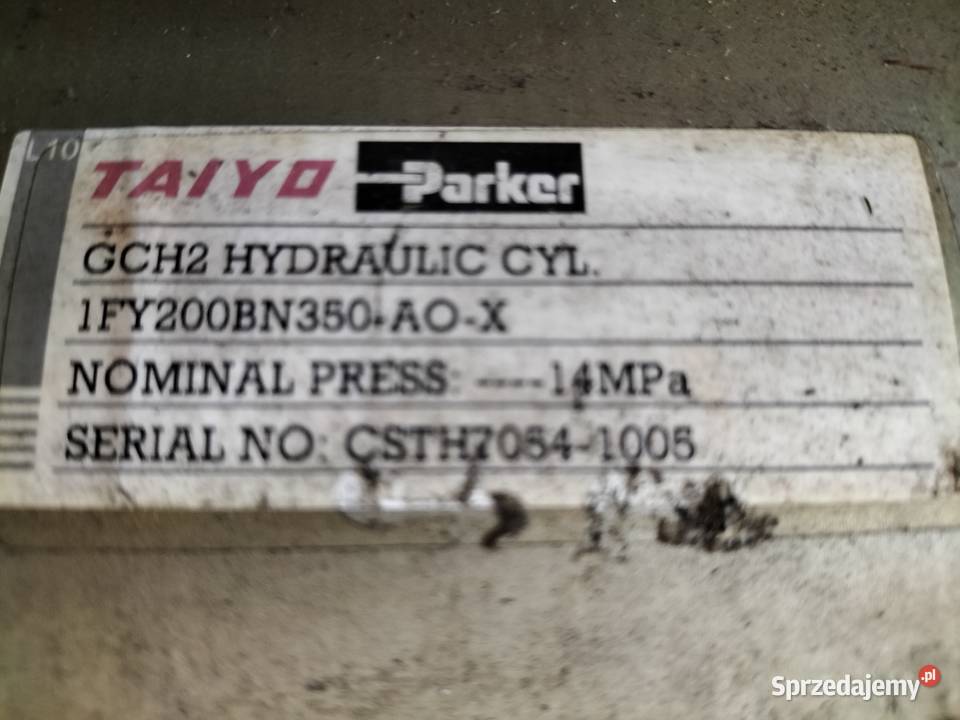 L10
TAIYO Parker
GCH2 HYDRAULIC CYL.
1FY200BN350-AO-X
NOMINAL PRESS: ----14MPa
SERIAL NO: CSTH7054-1005
Sprzedajemy.pl